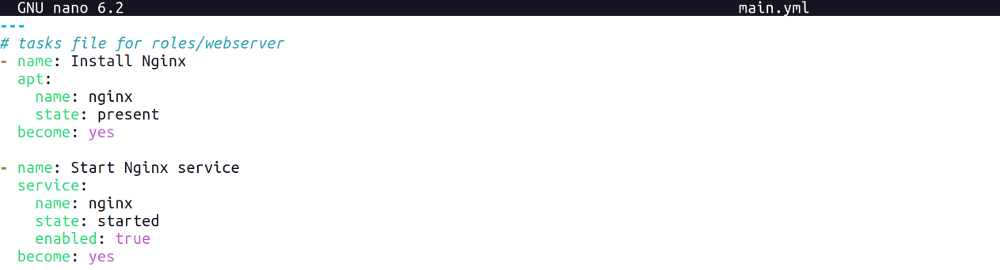 GNU nano 6.2 main.yml
---
# tasks file for roles/webserver
- name: Install Nginx
  apt:
    name: nginx
    state: present
  become: yes

- name: Start Nginx service
  service:
    name: nginx
    state: started
    enabled: true
  become: yes